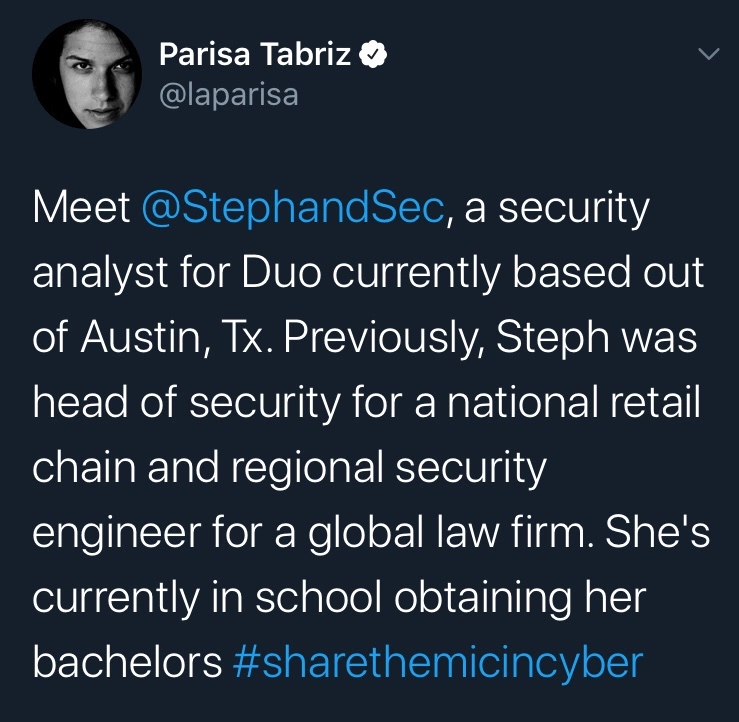 Parisa Tabriz
@laparisa
Meet @StephandSec, a security
analyst for Duo currently based out
of Austin, Tx. Previously, Steph was
head of security for a national retail
chain and regional security
engineer for a global law firm. She's
currently in school obtaining her
bachelors #sharethemicincyber